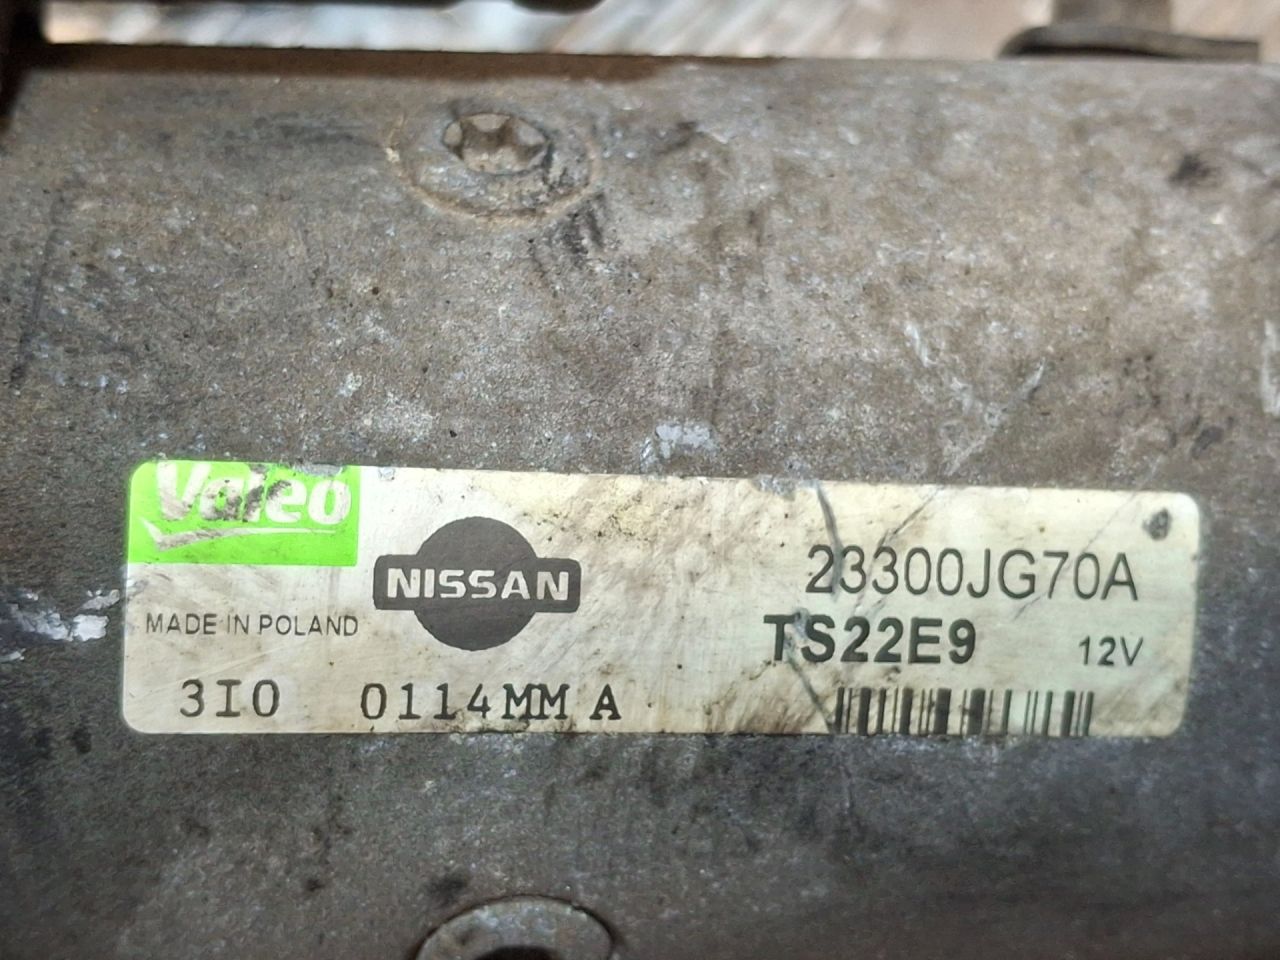 Valeo
NISSAN
23300JG70A
MADE IN POLAND
TS22E9 12V
3I0 0114MM A